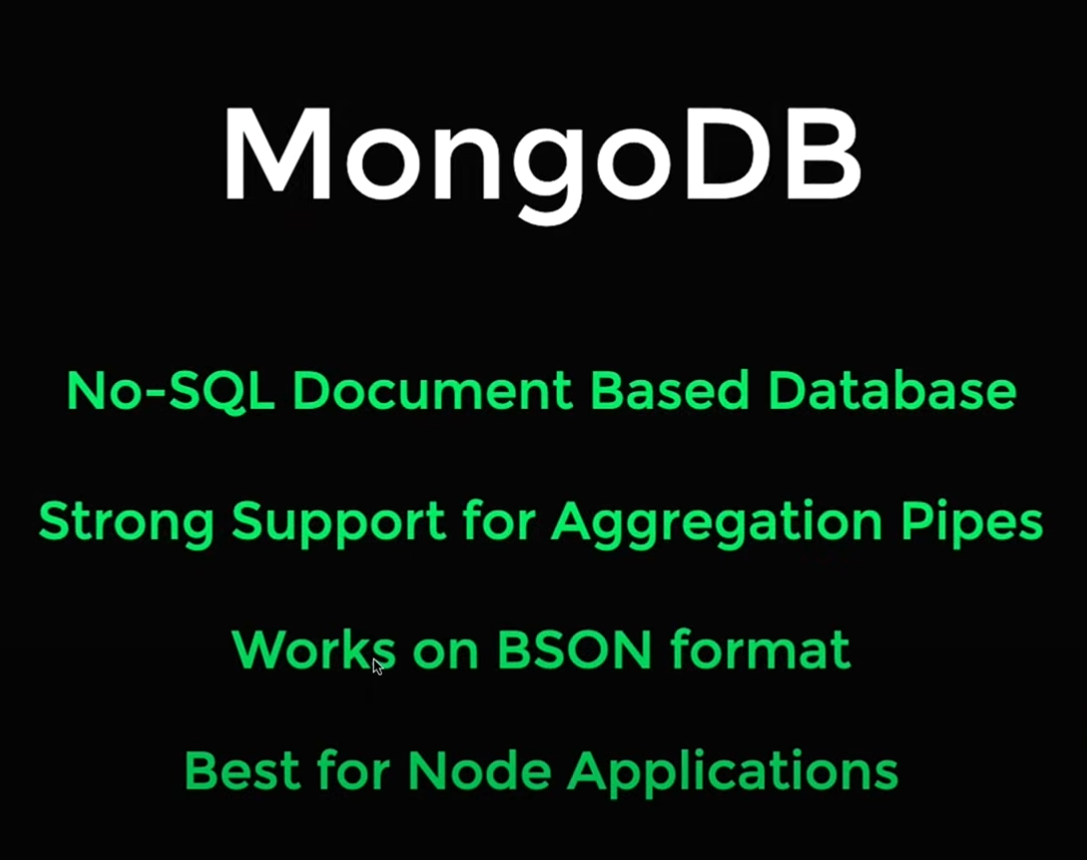 MongoDB
No-SQL Document Based Database
Strong Support for Aggregation Pipes
Works on BSON format
Best for Node Applications